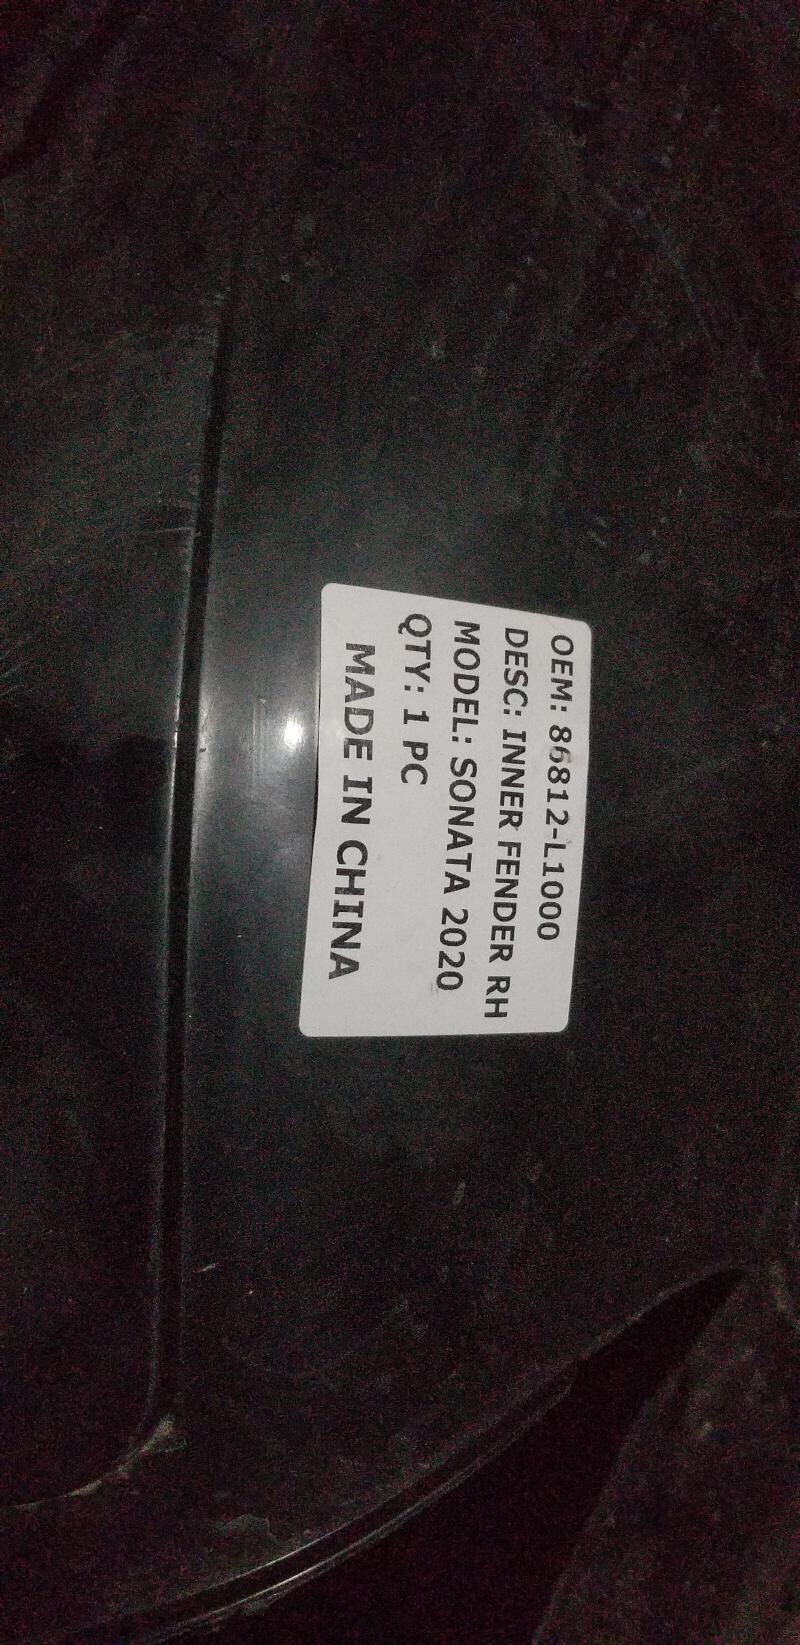 OEM: 86812-L1000
DESC: INNER FENDER RH
MODEL: SONATA 2020
QTY: 1 PC
MADE IN CHINA